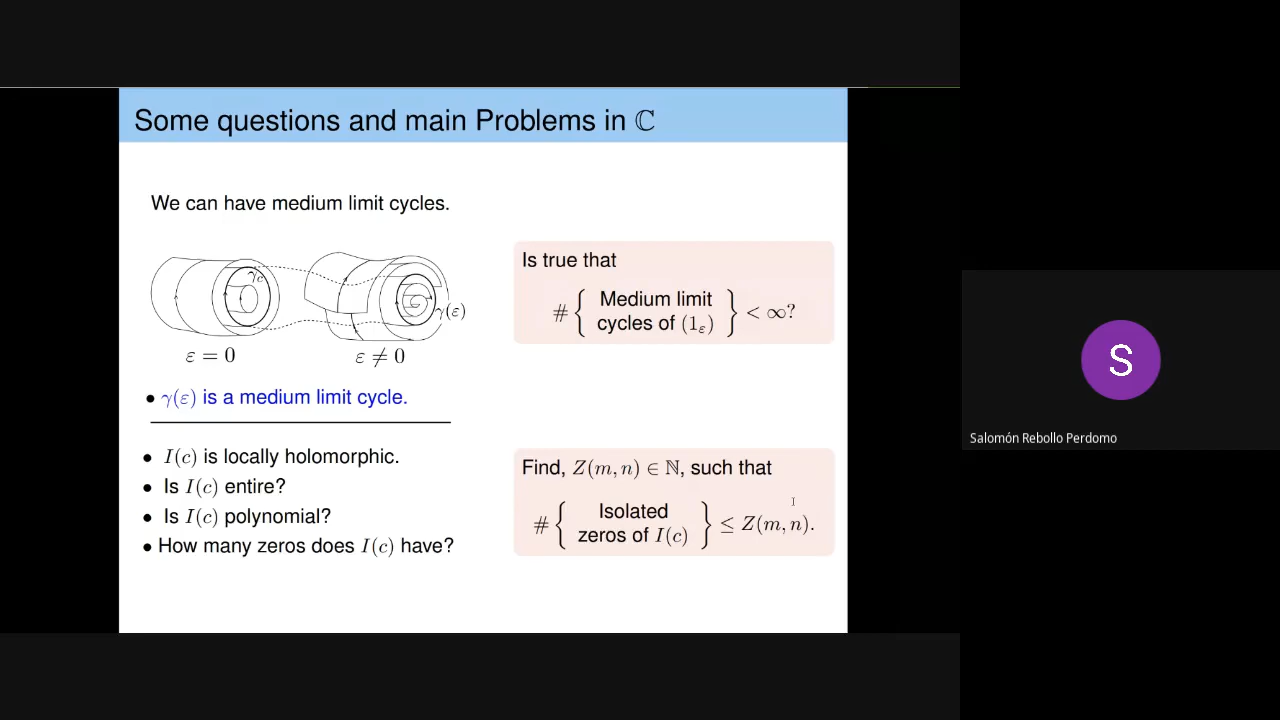 Some questions and main Problems in ℂ
We can have medium limit cycles.
γ_c
γ(ε)
ε = 0
ε ≠ 0
• γ(ε) is a medium limit cycle.
• I(c) is locally holomorphic.
• Is I(c) entire?
• Is I(c) polynomial?
• How many zeros does I(c) have?
Is true that
# { Medium limit
cycles of (1_ε) } < ∞?
Find, Z(m, n) ∈ ℕ, such that
# { Isolated
zeros of I(c) } ≤ Z(m, n).
S
Salomón Rebollo Perdomo